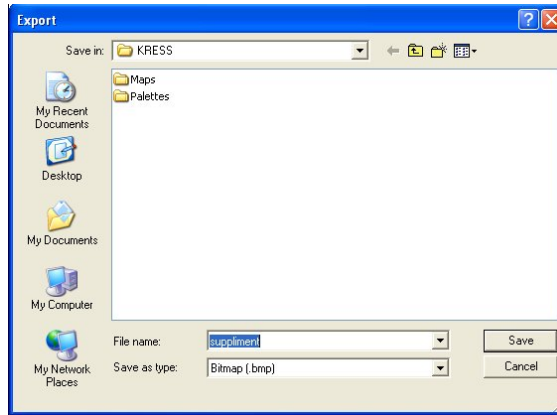 Export
Save in: KRESS
Maps
Palettes
My Recent
Documents
Desktop
My Documents
My Computer
My Network
Places
File name: suppliment Save
Save as type: Bitmap (.bmp) Cancel